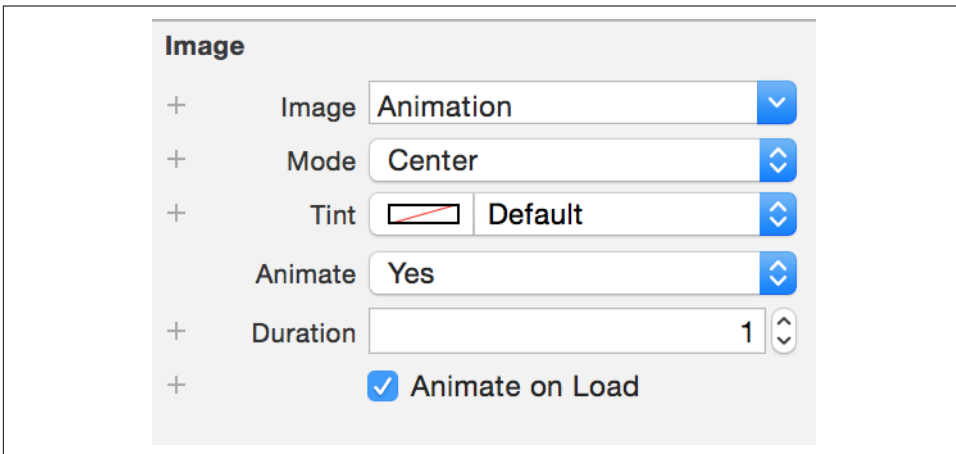 Image
Image Animation
Mode Center
Tint Default
Animate Yes
Duration 1
Animate on Load